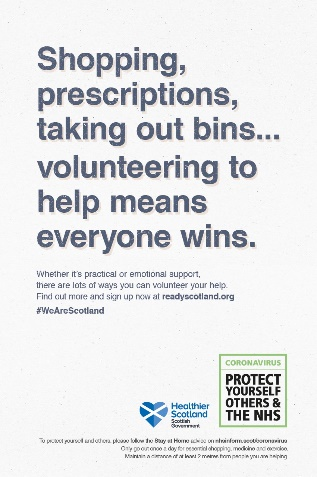 Shopping,
prescriptions,
taking out bins...
volunteering to
help means
everyone wins.
Whether it's practical or emotional support,
there are lots of ways you can volunteer your help.
Find out more and sign up now at readyscotland.org
#WeAreScotland
CORONAVIRUS
PROTECT
YOURSELF
OTHERS &
THE NHS
Healthier
Scotland
Scottish
Government
To protect yourself and others, please follow the Stay at Home advice on nhsinform.scot/coronavirus
Only go out once a day for essential shopping, medicine and exercise.
Maintain a distance of at least 2 metres from people you are helping